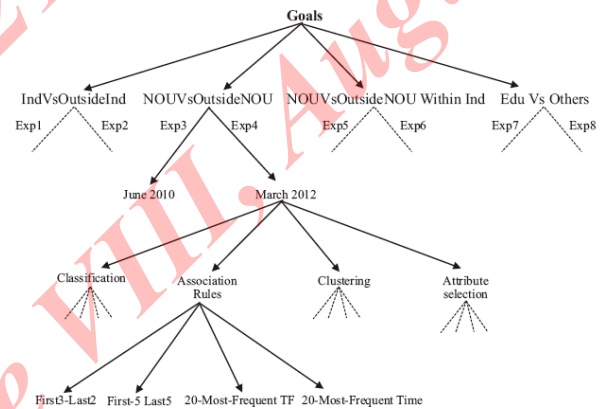 Goals
IndVsOutsideInd NOUVsOutsideNOU NOUVsOutsideNOU Within Ind Edu Vs Others
Exp1 Exp2 Exp3 Exp4 Exp5 Exp6 Exp7 Exp8
June 2010 March 2012
Classification Association Rules Clustering Attribute selection
First3-Last2 First-5 Last5 20-Most-Frequent TF 20-Most-Frequent Time
VIII, Aug